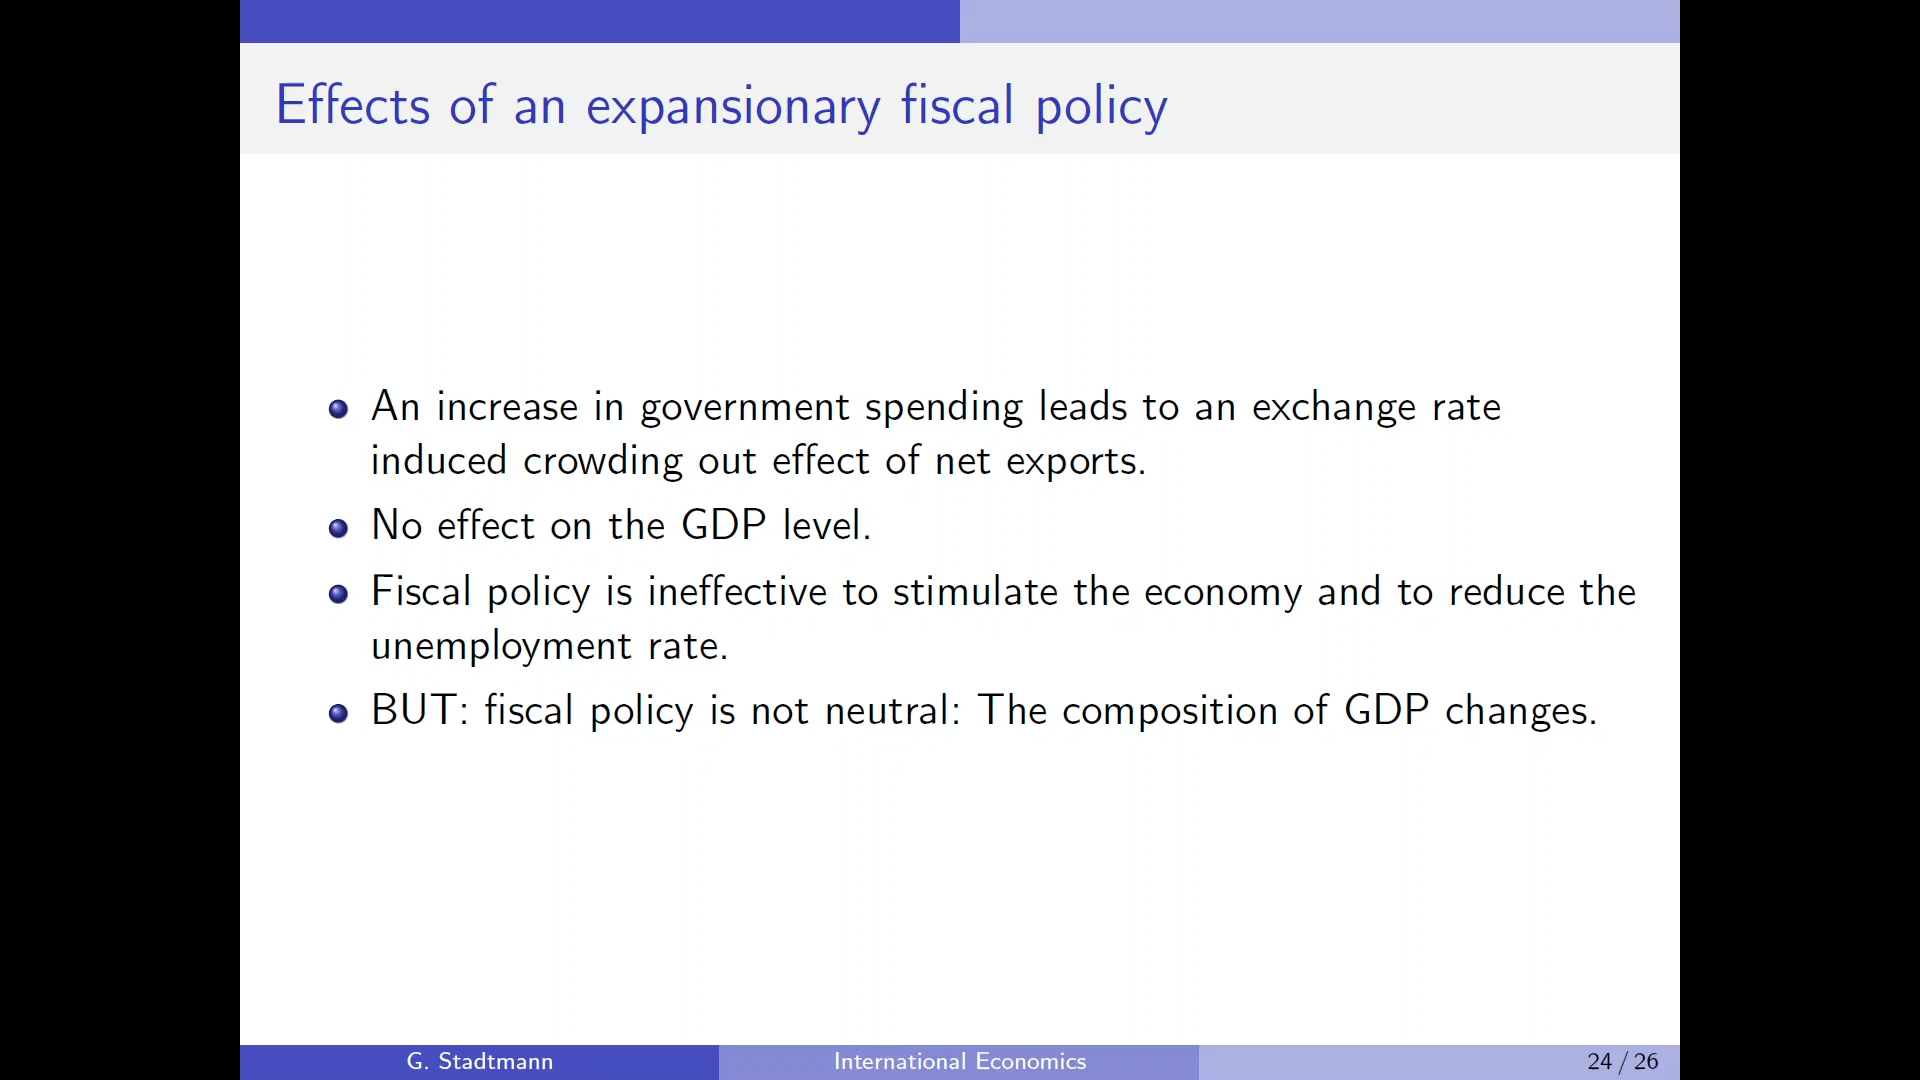 Effects of an expansionary fiscal policy
An increase in government spending leads to an exchange rate
induced crowding out effect of net exports.
No effect on the GDP level.
Fiscal policy is ineffective to stimulate the economy and to reduce the
unemployment rate.
BUT: fiscal policy is not neutral: The composition of GDP changes.
G. Stadtmann
International Economics
24 / 26